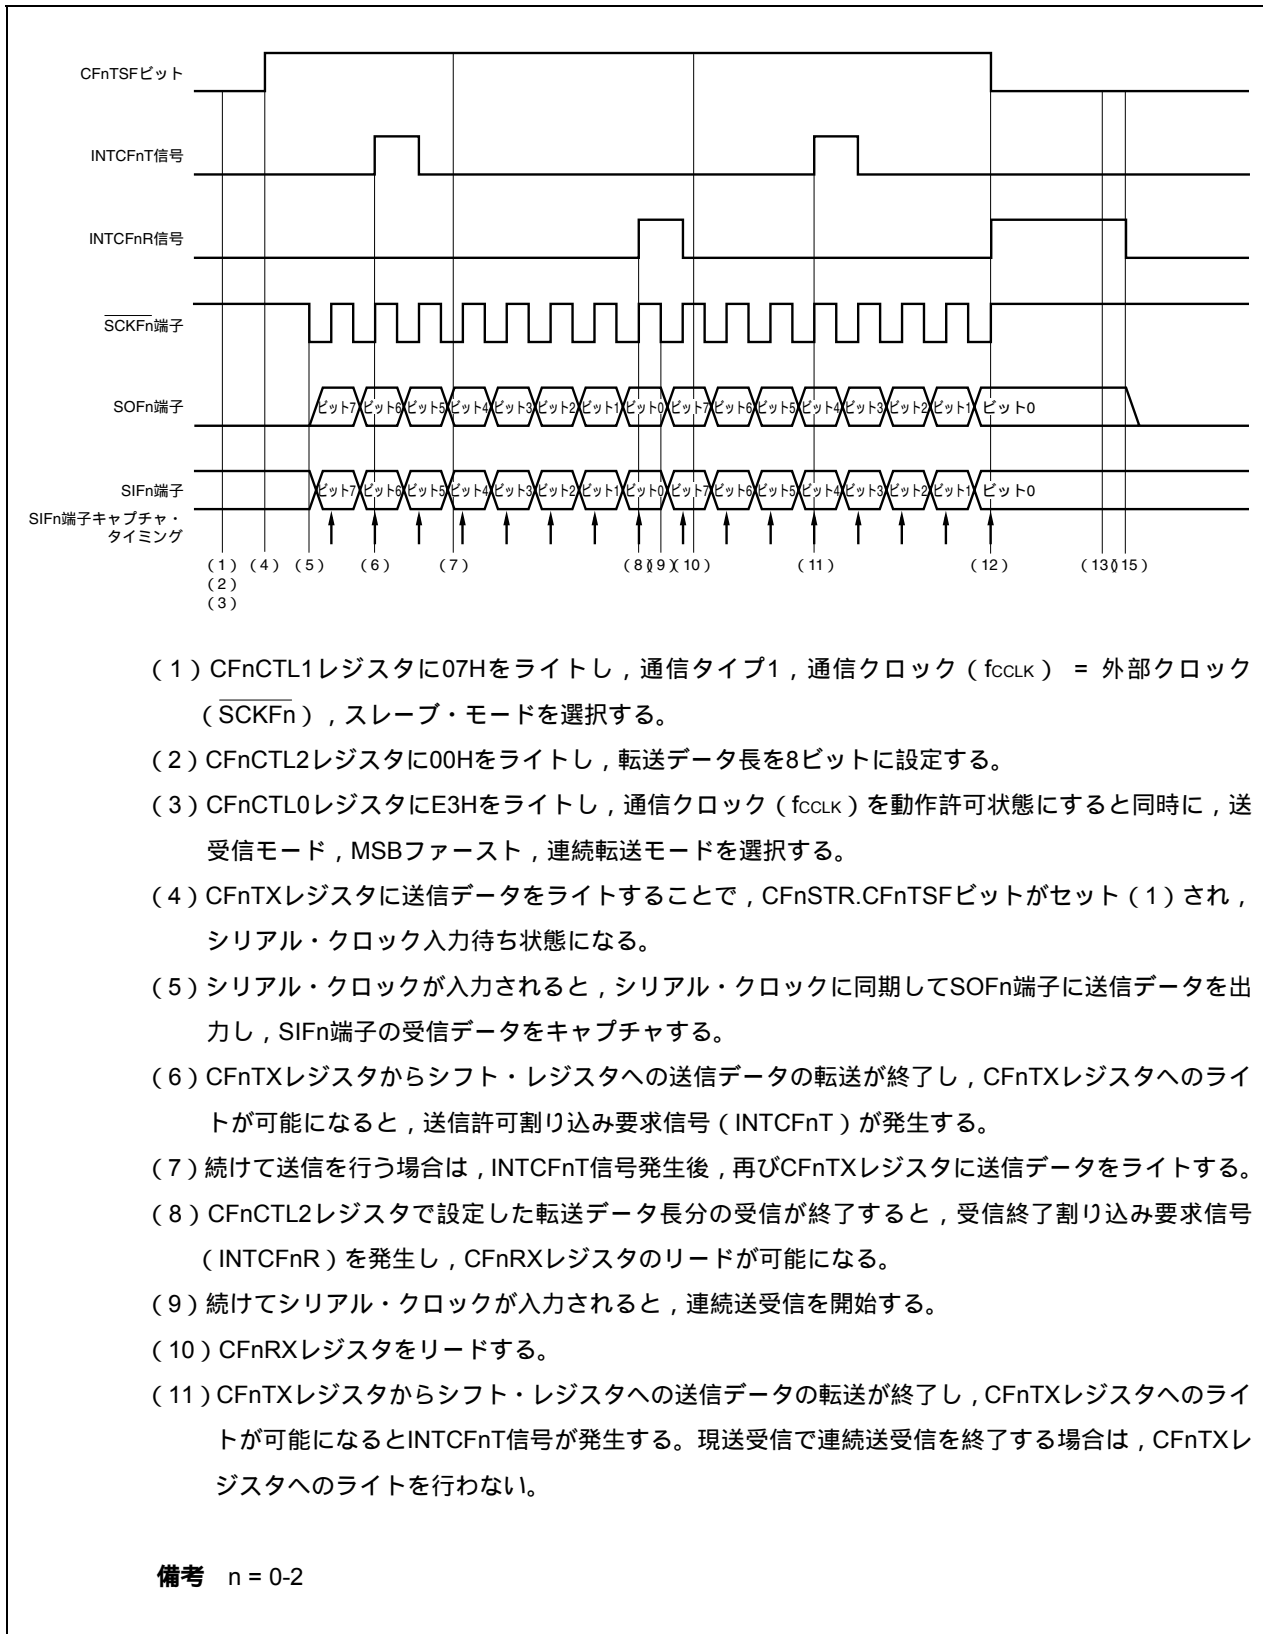 CFnTSFビット
INTCFnT信号
INTCFnR信号
SCKFn端子
SOFn端子
ビット7 ビット6 ビット5 ビット4 ビット3 ビット2 ビット1 ビット0 ビット7 ビット6 ビット5 ビット4 ビット3 ビット2 ビット1 ビット0
SIFn端子
ビット7 ビット6 ビット5 ビット4 ビット3 ビット2 ビット1 ビット0 ビット7 ビット6 ビット5 ビット4 ビット3 ビット2 ビット1 ビット0
SIFn端子キャプチャ・
タイミング
(1) (4) (5) (6) (7) (8) (9) (10) (11) (12) (13) (15)
(2)
(3)
(1)CFnCTL1レジスタに07Hをライトし,通信タイプ1,通信クロック(fCCLK) = 外部クロック
(SCKFn),スレーブ・モードを選択する。
(2)CFnCTL2レジスタに00Hをライトし,転送データ長を8ビットに設定する。
(3)CFnCTL0レジスタにE3Hをライトし,通信クロック(fCCLK)を動作許可状態にすると同時に,送
受信モード,MSBファースト,連続転送モードを選択する。
(4)CFnTXレジスタに送信データをライトすることで,CFnSTR.CFnTSFビットがセット(1)され,
シリアル・クロック入力待ち状態になる。
(5)シリアル・クロックが入力されると,シリアル・クロックに同期してSOFn端子に送信データを出
力し,SIFn端子の受信データをキャプチャする。
(6)CFnTXレジスタからシフト・レジスタへの送信データの転送が終了し,CFnTXレジスタへのライ
トが可能になると,送信許可割り込み要求信号(INTCFnT)が発生する。
(7)続けて送信を行う場合は,INTCFnT信号発生後,再びCFnTXレジスタに送信データをライトする。
(8)CFnCTL2レジスタで設定した転送データ長分の受信が終了すると,受信終了割り込み要求信号
(INTCFnR)を発生し,CFnRXレジスタのリードが可能になる。
(9)続けてシリアル・クロックが入力されると,連続送受信を開始する。
(10)CFnRXレジスタをリードする。
(11)CFnTXレジスタからシフト・レジスタへの送信データの転送が終了し,CFnTXレジスタへのライ
トが可能になるとINTCFnT信号が発生する。現送受信で連続送受信を終了する場合は,CFnTXレ
ジスタへのライトを行わない。
備考 n = 0-2